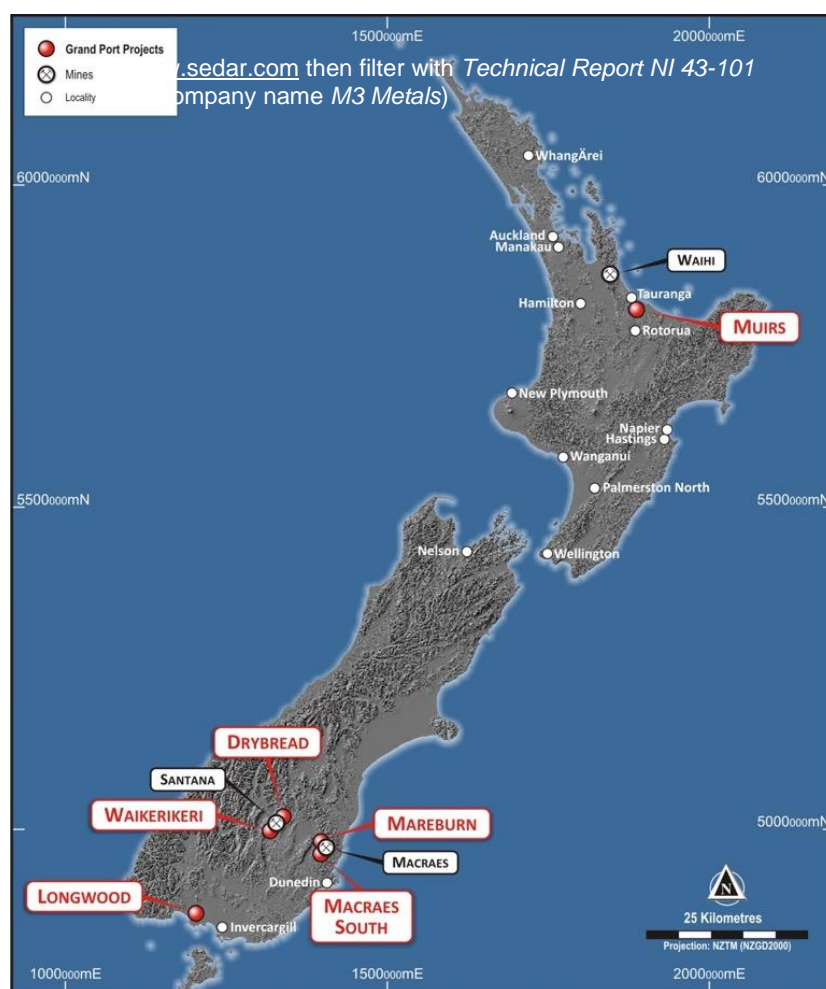 1500000mE
2000000mE
Grand Port Projects
Mines
Locality
.sedar.com then filter with Technical Report NI 43-101
ompany name M3 Metals)
WhangÄrei
6000000mN
6000000mN
Auckland
Manakau
WAIHI
Tauranga
Hamilton
MUIRS
Rotorua
New Plymouth
Napier
Hastings
Wanganui
Palmerston North
5500000mN
5500000mN
Nelson
Wellington
DRYBREAD
SANTANA
WAIKERIKERI
MAREBURN
5000000mN
MACRAES
Dunedin
LONGWOOD
MACRAES
SOUTH
Invercargill
N
25 Kilometres
Projection: NZTM (NZGD2000)
1000000mE
1500000mE
2000000mE